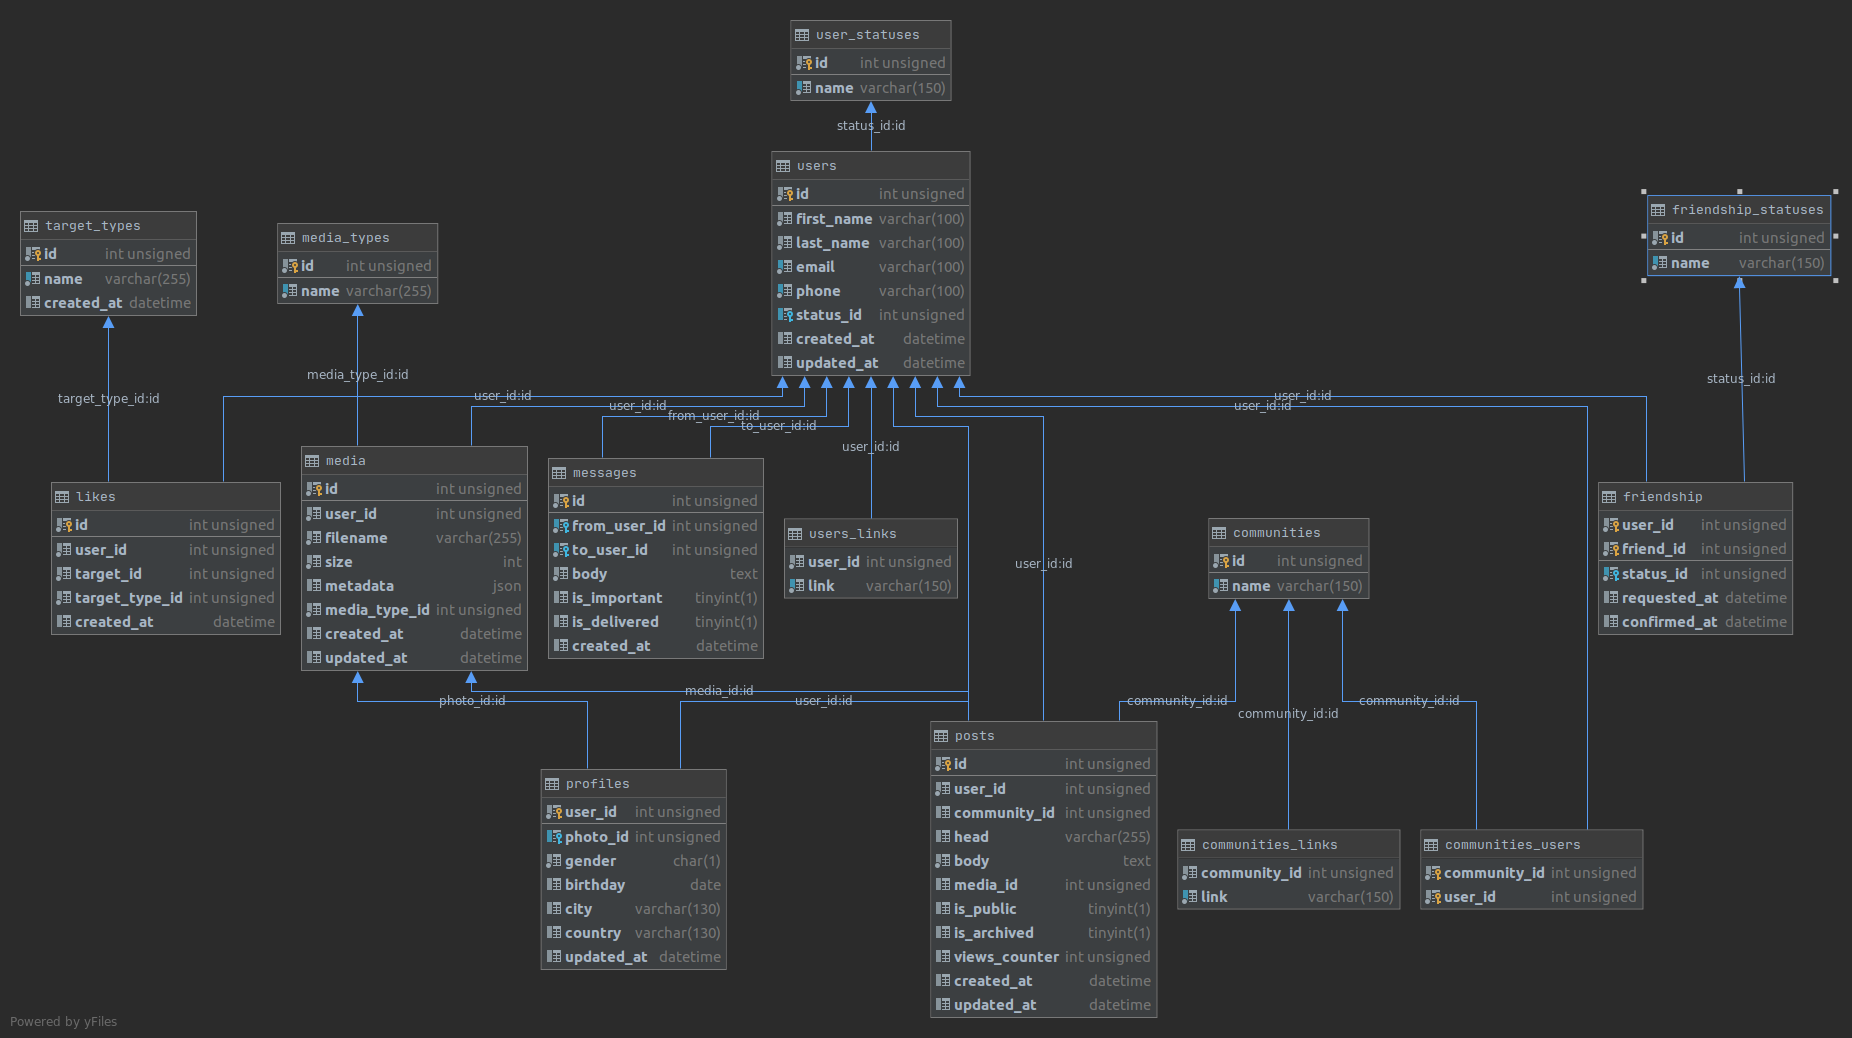 user_statuses
id int unsigned
name varchar(150)
status_id:id
users
id int unsigned
first_name varchar(100)
last_name varchar(100)
email varchar(100)
phone varchar(100)
status_id int unsigned
created_at datetime
updated_at datetime
target_types
id int unsigned
name varchar(255)
created_at datetime
media_types
id int unsigned
name varchar(255)
friendship_statuses
id int unsigned
name varchar(150)
target_type_id:id
media_type_id:id
user_id:id
user_id:id
from_user_id:id
to_user_id:id
user_id:id
user_id:id
user_id:id
user_id:id
status_id:id
likes
id int unsigned
user_id int unsigned
target_id int unsigned
target_type_id int unsigned
created_at datetime
media
id int unsigned
user_id int unsigned
filename varchar(255)
size int
metadata json
media_type_id int unsigned
created_at datetime
updated_at datetime
messages
id int unsigned
from_user_id int unsigned
to_user_id int unsigned
body text
is_important tinyint(1)
is_delivered tinyint(1)
created_at datetime
users_links
user_id int unsigned
link varchar(150)
communities
id int unsigned
name varchar(150)
friendship
user_id int unsigned
friend_id int unsigned
status_id int unsigned
requested_at datetime
confirmed_at datetime
photo_id:id
media_id:id
user_id:id
community_id:id
community_id:id
community_id:id
profiles
user_id int unsigned
photo_id int unsigned
gender char(1)
birthday date
city varchar(130)
country varchar(130)
updated_at datetime
posts
id int unsigned
user_id int unsigned
community_id int unsigned
head varchar(255)
body text
media_id int unsigned
is_public tinyint(1)
is_archived tinyint(1)
views_counter int unsigned
created_at datetime
updated_at datetime
communities_links
community_id int unsigned
link varchar(150)
communities_users
community_id int unsigned
user_id int unsigned
Powered by yFiles